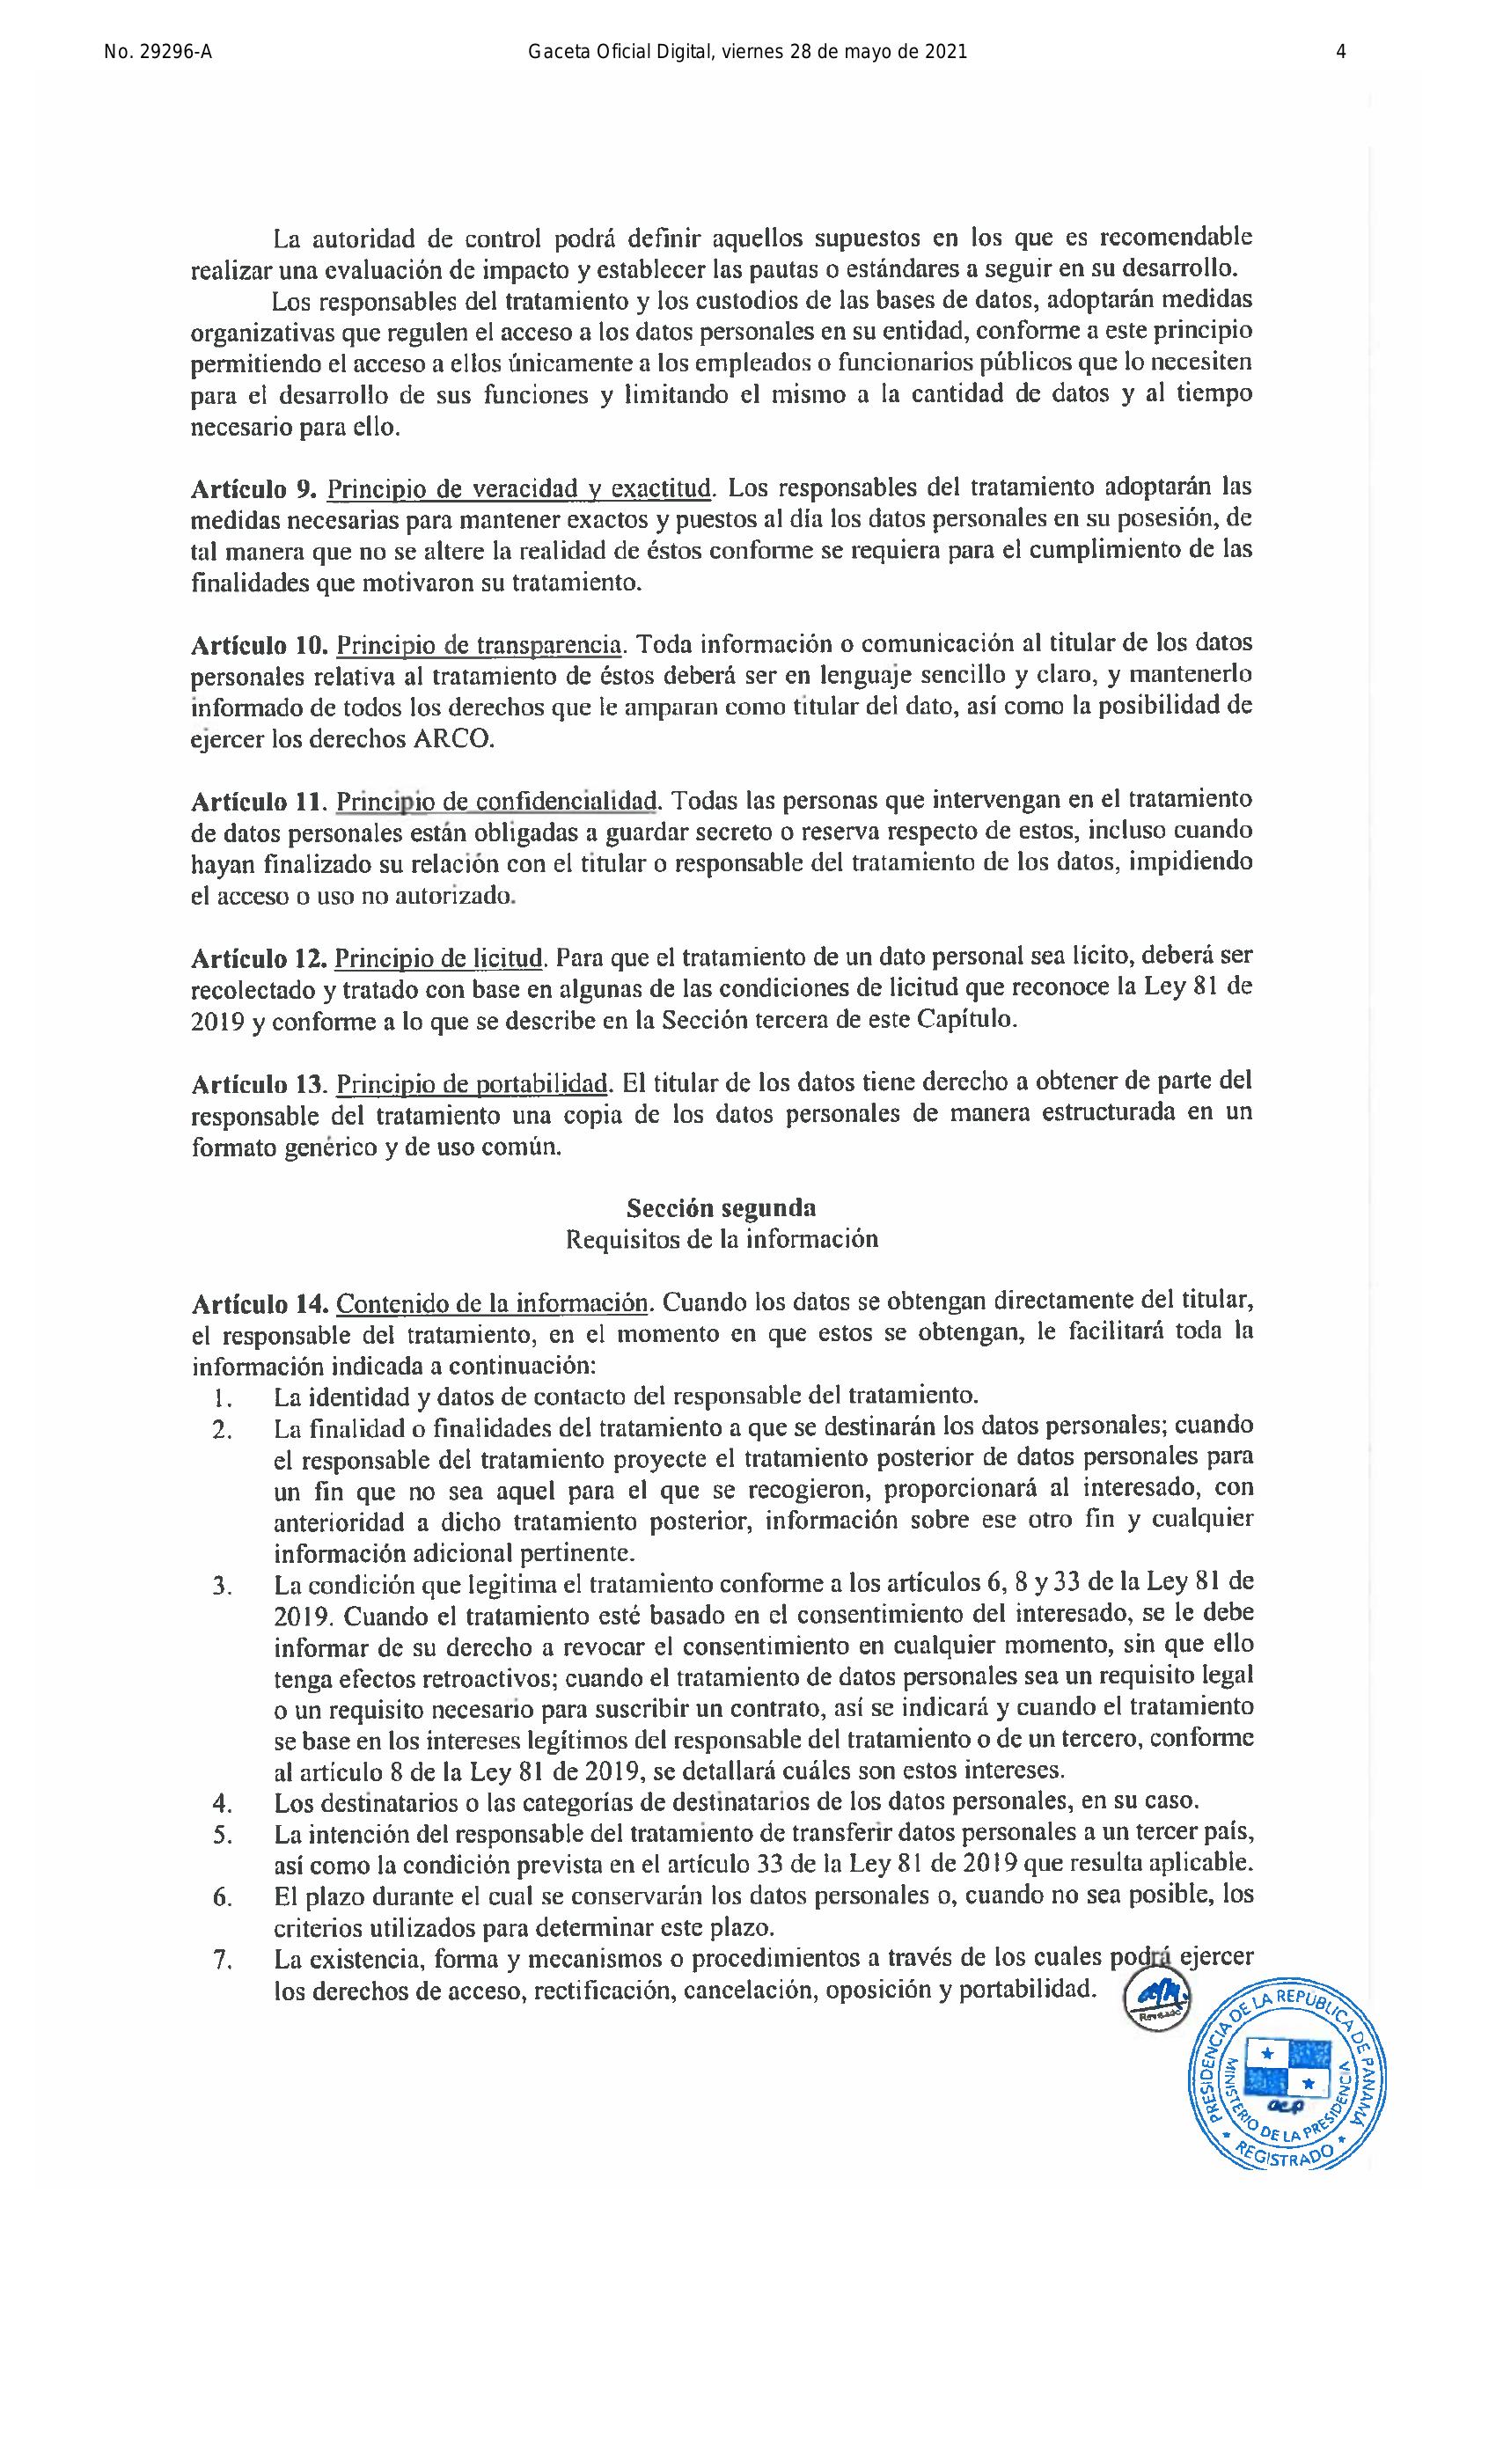 No. 29296-A Gaceta Oficial Digital, viernes 28 de mayo de 2021 4
La autoridad de control podrá definir aquellos supuestos en los que es recomendable
realizar una evaluación de impacto y establecer las pautas o estándares a seguir en su desarrollo.
Los responsables del tratamiento y los custodios de las bases de datos, adoptarán medidas
organizativas que regulen el acceso a los datos personales en su entidad, conforme a este principio
permitiendo el acceso a ellos únicamente a los empleados o funcionarios públicos que lo necesiten
para el desarrollo de sus funciones y limitando el mismo a la cantidad de datos y al tiempo
necesario para ello.
Artículo 9. Principio de veracidad y exactitud. Los responsables del tratamiento adoptarán las
medidas necesarias para mantener exactos y puestos al día los datos personales en su posesión, de
tal manera que no se altere la realidad de éstos conforme se requiera para el cumplimiento de las
finalidades que motivaron su tratamiento.
Artículo 10. Principio de transparencia. Toda información o comunicación al titular de los datos
personales relativa al tratamiento de éstos deberá ser en lenguaje sencillo y claro, y mantenerlo
informado de todos los derechos que le amparan como titular del dato, así como la posibilidad de
ejercer los derechos ARCO.
Artículo 11. Principio de confidencialidad. Todas las personas que intervengan en el tratamiento
de datos personales están obligadas a guardar secreto o reserva respecto de estos, incluso cuando
hayan finalizado su relación con el titular o responsable del tratamiento de los datos, impidiendo
el acceso o uso no autorizado.
Artículo 12. Principio de licitud. Para que el tratamiento de un dato personal sea lícito, deberá ser
recolectado y tratado con base en algunas de las condiciones de licitud que reconoce la Ley 81 de
2019 y conforme a lo que se describe en la Sección tercera de este Capítulo.
Artículo 13. Principio de portabilidad. El titular de los datos tiene derecho a obtener de parte del
responsable del tratamiento una copia de los datos personales de manera estructurada en un
formato genérico y de uso común.
Sección segunda
Requisitos de la información
Artículo 14. Contenido de la información. Cuando los datos se obtengan directamente del titular,
el responsable del tratamiento, en el momento en que estos se obtengan, le facilitará toda la
información indicada a continuación:
1. La identidad y datos de contacto del responsable del tratamiento.
2. La finalidad o finalidades del tratamiento a que se destinarán los datos personales; cuando
el responsable del tratamiento proyecte el tratamiento posterior de datos personales para
un fin que no sea aquel para el que se recogieron, proporcionará al interesado, con
anterioridad a dicho tratamiento posterior, información sobre ese otro fin y cualquier
información adicional pertinente.
3. La condición que legitima el tratamiento conforme a los artículos 6, 8 y 33 de la Ley 81 de
2019. Cuando el tratamiento esté basado en el consentimiento del interesado, se le debe
informar de su derecho a revocar el consentimiento en cualquier momento, sin que ello
tenga efectos retroactivos; cuando el tratamiento de datos personales sea un requisito legal
o un requisito necesario para suscribir un contrato, así se indicará y cuando el tratamiento
se base en los intereses legítimos del responsable del tratamiento o de un tercero, conforme
al artículo 8 de la Ley 81 de 2019, se detallará cuáles son estos intereses.
4. Los destinatarios o las categorías de destinatarios de los datos personales, en su caso.
5. La intención del responsable del tratamiento de transferir datos personales a un tercer país,
así como la condición prevista en el artículo 33 de la Ley 81 de 2019 que resulta aplicable.
6. El plazo durante el cual se conservarán los datos personales o, cuando no sea posible, los
criterios utilizados para determinar este plazo.
7. La existencia, forma y mecanismos o procedimientos a través de los cuales podrá ejercer
los derechos de acceso, rectificación, cancelación, oposición y portabilidad.
Revisado
PRESIDENCIA DE LA REPUBLICA DE PANAMÁ
MINISTERIO DE LA PRESIDENCIA
REGISTRADO